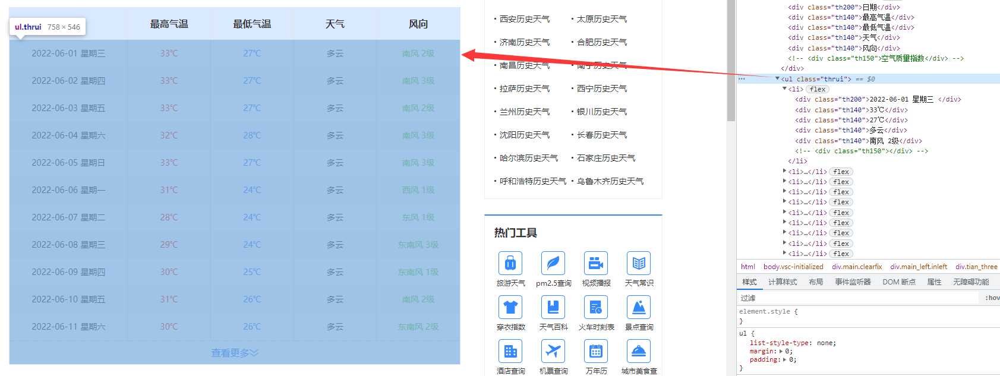 最高气温 最低气温 天气 风向
ul.thrui 758 × 546
2022-06-01 星期三 33℃ 27℃ 多云 南风 2级
2022-06-02 星期四 33℃ 27℃ 多云 南风 3级
2022-06-03 星期五 33℃ 27℃ 多云 南风 2级
2022-06-04 星期六 32℃ 28℃ 多云 南风 3级
2022-06-05 星期日 33℃ 27℃ 多云 南风 3级
2022-06-06 星期一 31℃ 24℃ 多云 西风 1级
2022-06-07 星期二 28℃ 24℃ 多云 东风 1级
2022-06-08 星期三 29℃ 24℃ 多云 东南风 3级
2022-06-09 星期四 30℃ 25℃ 多云 东南风 1级
2022-06-10 星期五 31℃ 26℃ 多云 南风 2级
2022-06-11 星期六 30℃ 26℃ 多云 东南风 2级
查看更多
· 西安历史天气 · 太原历史天气
· 济南历史天气 · 合肥历史天气
· 南昌历史天气 · 南宁历史天气
· 拉萨历史天气 · 西宁历史天气
· 兰州历史天气 · 银川历史天气
· 沈阳历史天气 · 长春历史天气
· 哈尔滨历史天气 · 石家庄历史天气
· 呼和浩特历史天气 · 乌鲁木齐历史天气
热门工具
旅游天气 pm2.5查询 视频播报 天气常识
穿衣指数 天气百科 火车时刻表 景点查询
酒店查询 机票查询 万年历 城市美食查
<div class="th200">日期</div>
<div class="th140">最高气温</div>
<div class="th140">最低气温</div>
<div class="th140">天气</div>
<div class="th140">风向</div>
<!-- <div class="th150">空气质量指数</div> -->
</div>
<ul class="thrui"> == $0
<li> flex
<div class="th200">2022-06-01 星期三 </div>
<div class="th140">33℃</div>
<div class="th140">27℃</div>
<div class="th140">多云</div>
<div class="th140">南风 2级</div>
<!-- <div class="th150"></div> -->
</li>
<li>…</li> flex
<li>…</li> flex
<li>…</li> flex
<li>…</li> flex
<li>…</li> flex
<li>…</li> flex
<li>…</li> flex
<li>…</li> flex
<li>…</li> flex
html body.vsc-initialized div.main.clearfix div.main_left.inleft div.tian_three
样式 计算样式 布局 事件监听器 DOM 断点 属性 无障碍功能
过滤 :hov
element.style {
}
ul {
list-style-type: none;
margin: 0;
padding: 0;
}